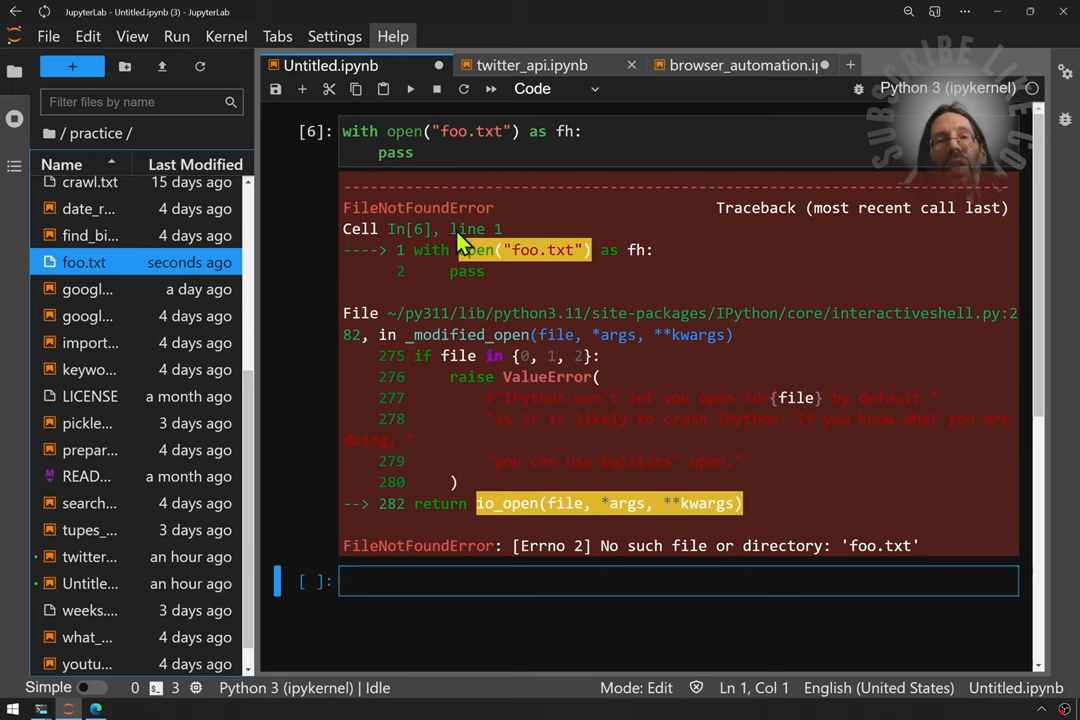 JupyterLab
Untitled.ipynb (3) - JupyterLab
File Edit View Run Kernel Tabs Settings Help
SUBSCRIBE LIVE
+
Filter files by name
/ practice /
Name Last Modified
crawl.txt 15 days ago
date_r... 4 days ago
find_bi... 4 days ago
foo.txt seconds ago
googl... a day ago
googl... 4 days ago
import... 4 days ago
keywo... 4 days ago
LICENSE a month ago
pickle... 3 days ago
prepar... 4 days ago
READ... a month ago
search... 4 days ago
tupes_... 4 days ago
twitter... an hour ago
Untitle... an hour ago
weeks.... 3 days ago
what_... 4 days ago
youtu... 4 days ago
Untitled.ipynb twitter_api.ipynb browser_automation.ip
Code Python 3 (ipykernel)
[6]: with open("foo.txt") as fh:
pass
---------------------------------------------------------------------------
FileNotFoundError Traceback (most recent call last)
Cell In[6], line 1
----> 1 with open("foo.txt") as fh:
2 pass
File ~/py311/lib/python3.11/site-packages/IPython/core/interactiveshell.py:2
82, in _modified_open(file, *args, **kwargs)
275 if file in {0, 1, 2}:
276 raise ValueError(
277 f"IPython won't let you open fd={file} by default "
278 "as it is likely to crash IPython. If you know what you are
doing, "
279 "you can use builtins' open."
280 )
--> 282 return io_open(file, *args, **kwargs)
FileNotFoundError: [Errno 2] No such file or directory: 'foo.txt'
[ ]:
Simple 0 3 Python 3 (ipykernel) | Idle Mode: Edit Ln 1, Col 1 English (United States) Untitled.ipynb